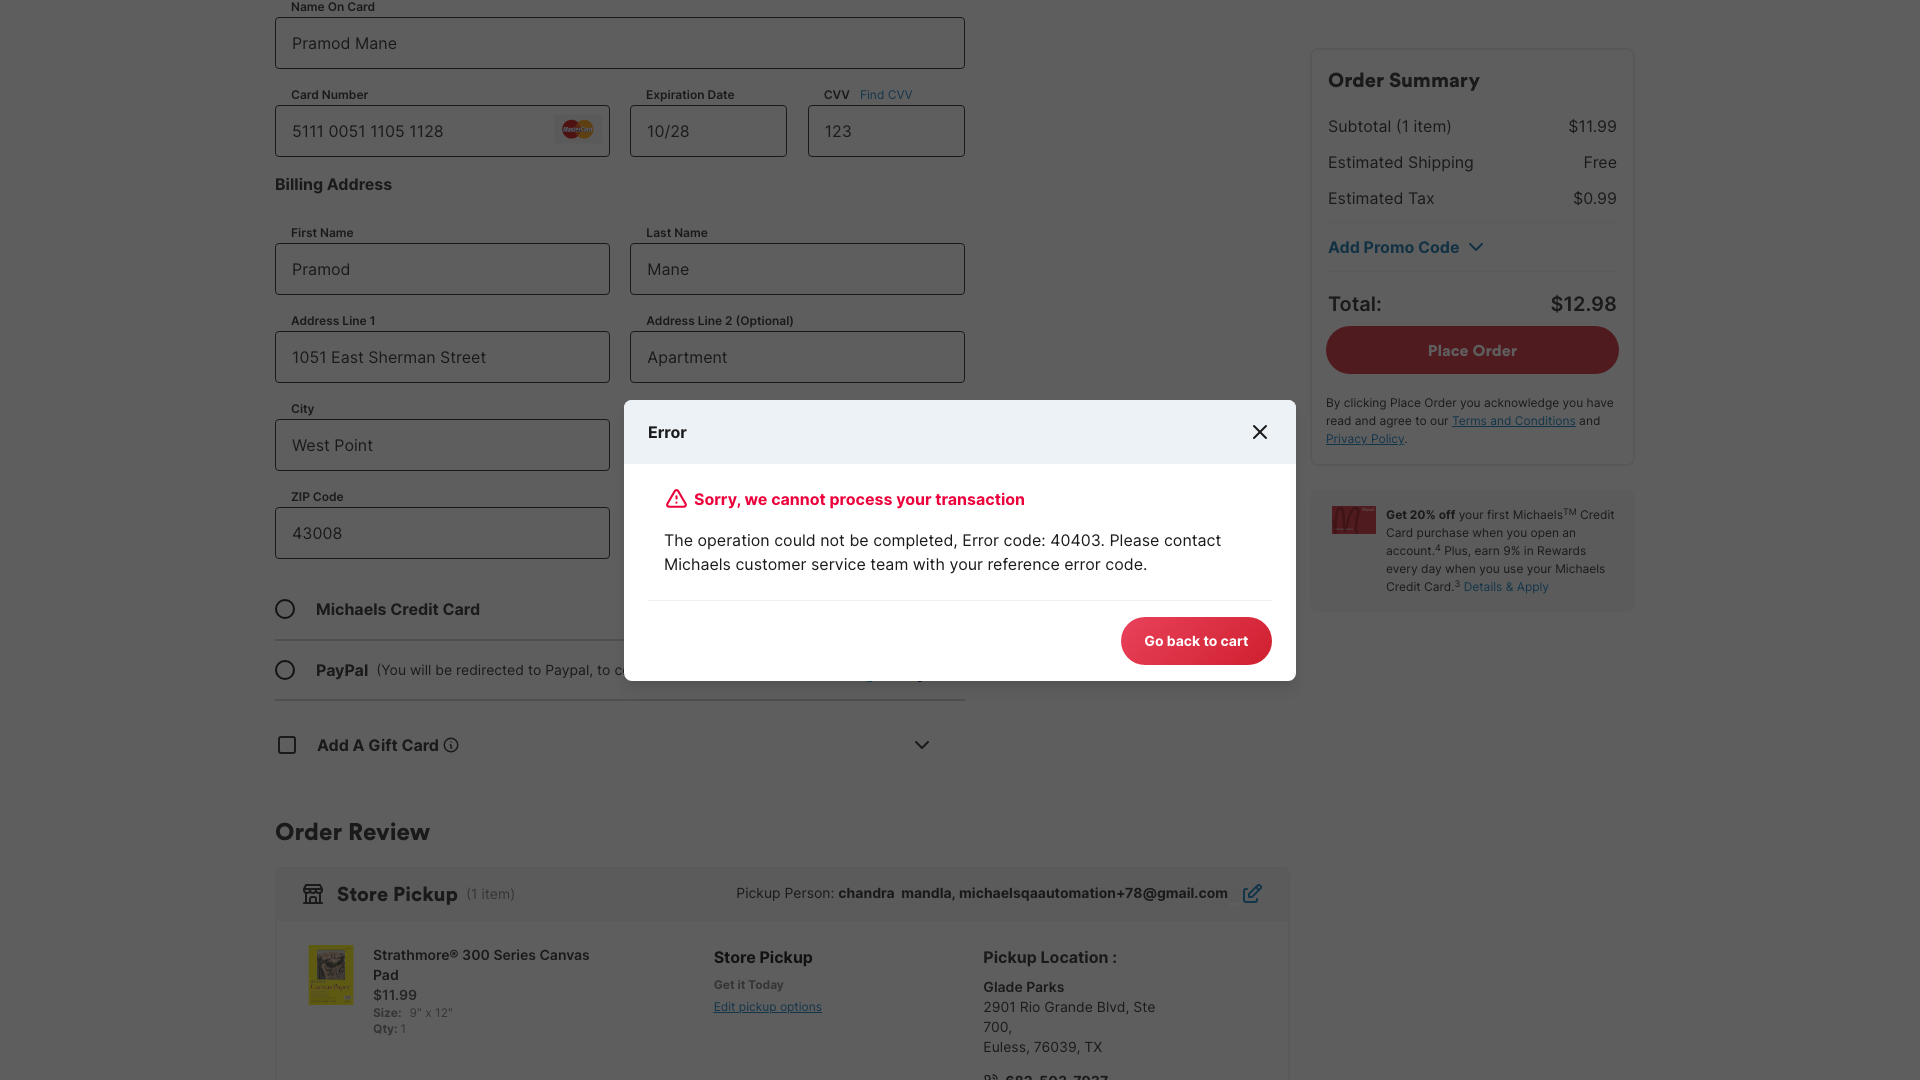 Name On Card
Pramod Mane
Card Number
Expiration Date
CVV Find CVV
5111 0051 1105 1128
MasterCard
10/28
123
Billing Address
First Name
Last Name
Pramod
Mane
Address Line 1
Address Line 2 (Optional)
1051 East Sherman Street
Apartment
City
West Point
ZIP Code
43008
Michaels Credit Card
PayPal (You will be redirected to Paypal, to
Add A Gift Card
Error
Sorry, we cannot process your transaction
The operation could not be completed, Error code: 40403. Please contact
Michaels customer service team with your reference error code.
Go back to cart
Order Summary
Subtotal (1 item) $11.99
Estimated Shipping Free
Estimated Tax $0.99
Add Promo Code
Total: $12.98
Place Order
By clicking Place Order you acknowledge you have
read and agree to our Terms and Conditions and
Privacy Policy.
Get 20% off your first Michaels™ Credit
Card purchase when you open an
account.⁴ Plus, earn 9% in Rewards
every day when you use your Michaels
Credit Card.³ Details & Apply
Order Review
Store Pickup (1 item)
Pickup Person: chandra mandla, michaelsqaautomation+78@gmail.com
Strathmore® 300 Series Canvas
Pad
$11.99
Size: 9" x 12"
Qty: 1
Store Pickup
Get it Today
Edit pickup options
Pickup Location :
Glade Parks
2901 Rio Grande Blvd, Ste
700,
Euless, 76039, TX